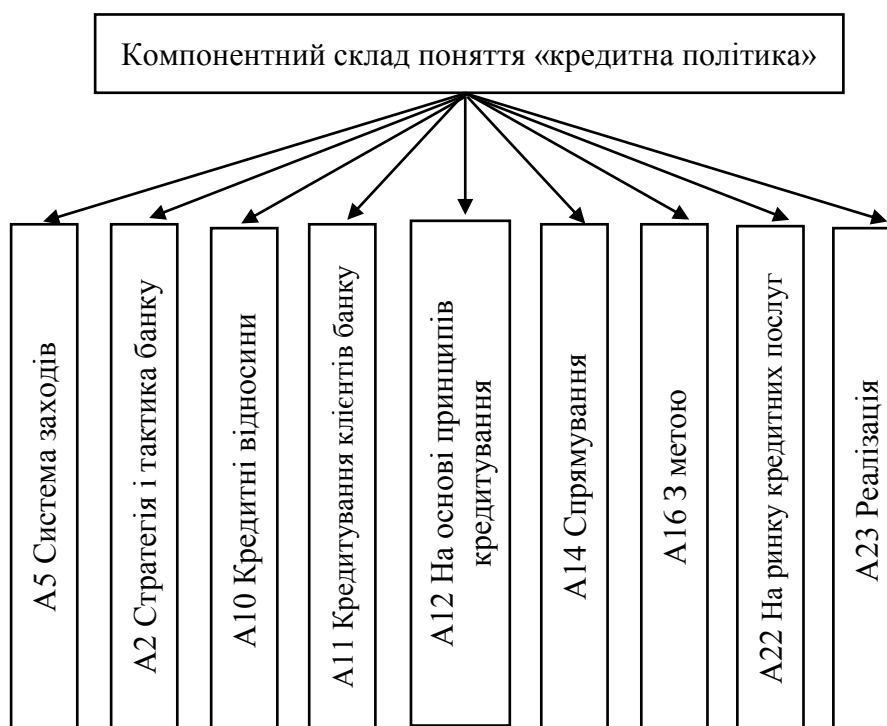 Компонентний склад поняття «кредитна політика»
А5 Система заходів
А2 Стратегія і тактика банку
А10 Кредитні відносини
А11 Кредитування клієнтів банку
А12 На основі принципів
кредитування
А14 Спрямування
А16 З метою
А22 На ринку кредитних послуг
А23 Реалізація